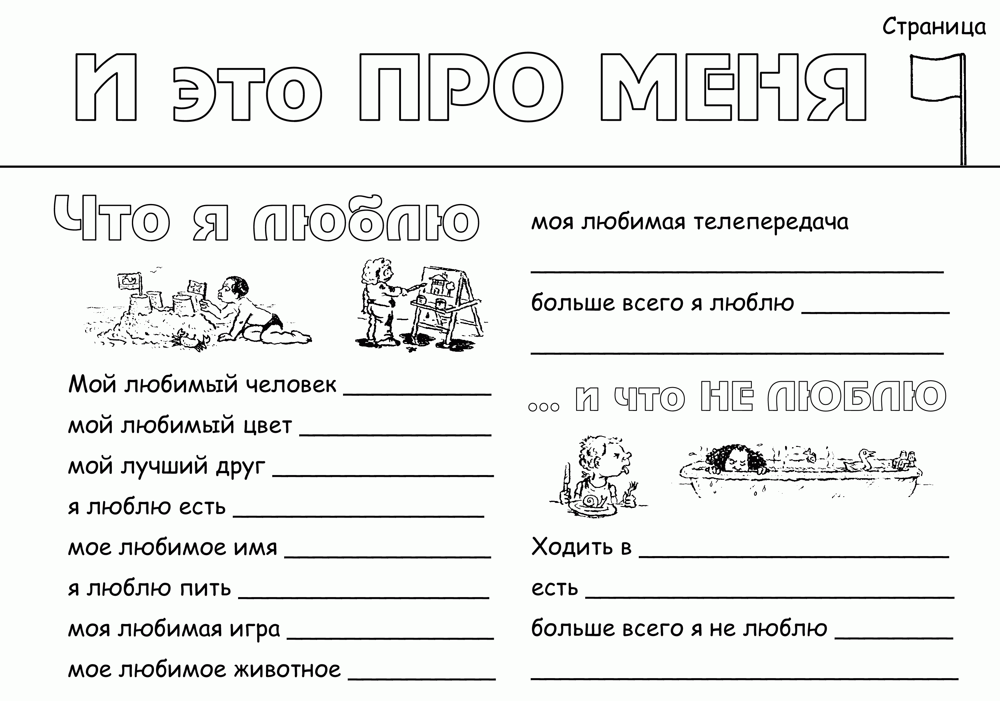 Страница
И это ПРО МЕНЯ
Что я люблю
Мой любимый человек
мой любимый цвет
мой лучший друг
я люблю есть
мое любимое имя
я люблю пить
моя любимая игра
мое любимое животное
моя любимая телепередача
больше всего я люблю
... и что НЕ ЛЮБЛЮ
Ходить в
есть
больше всего я не люблю